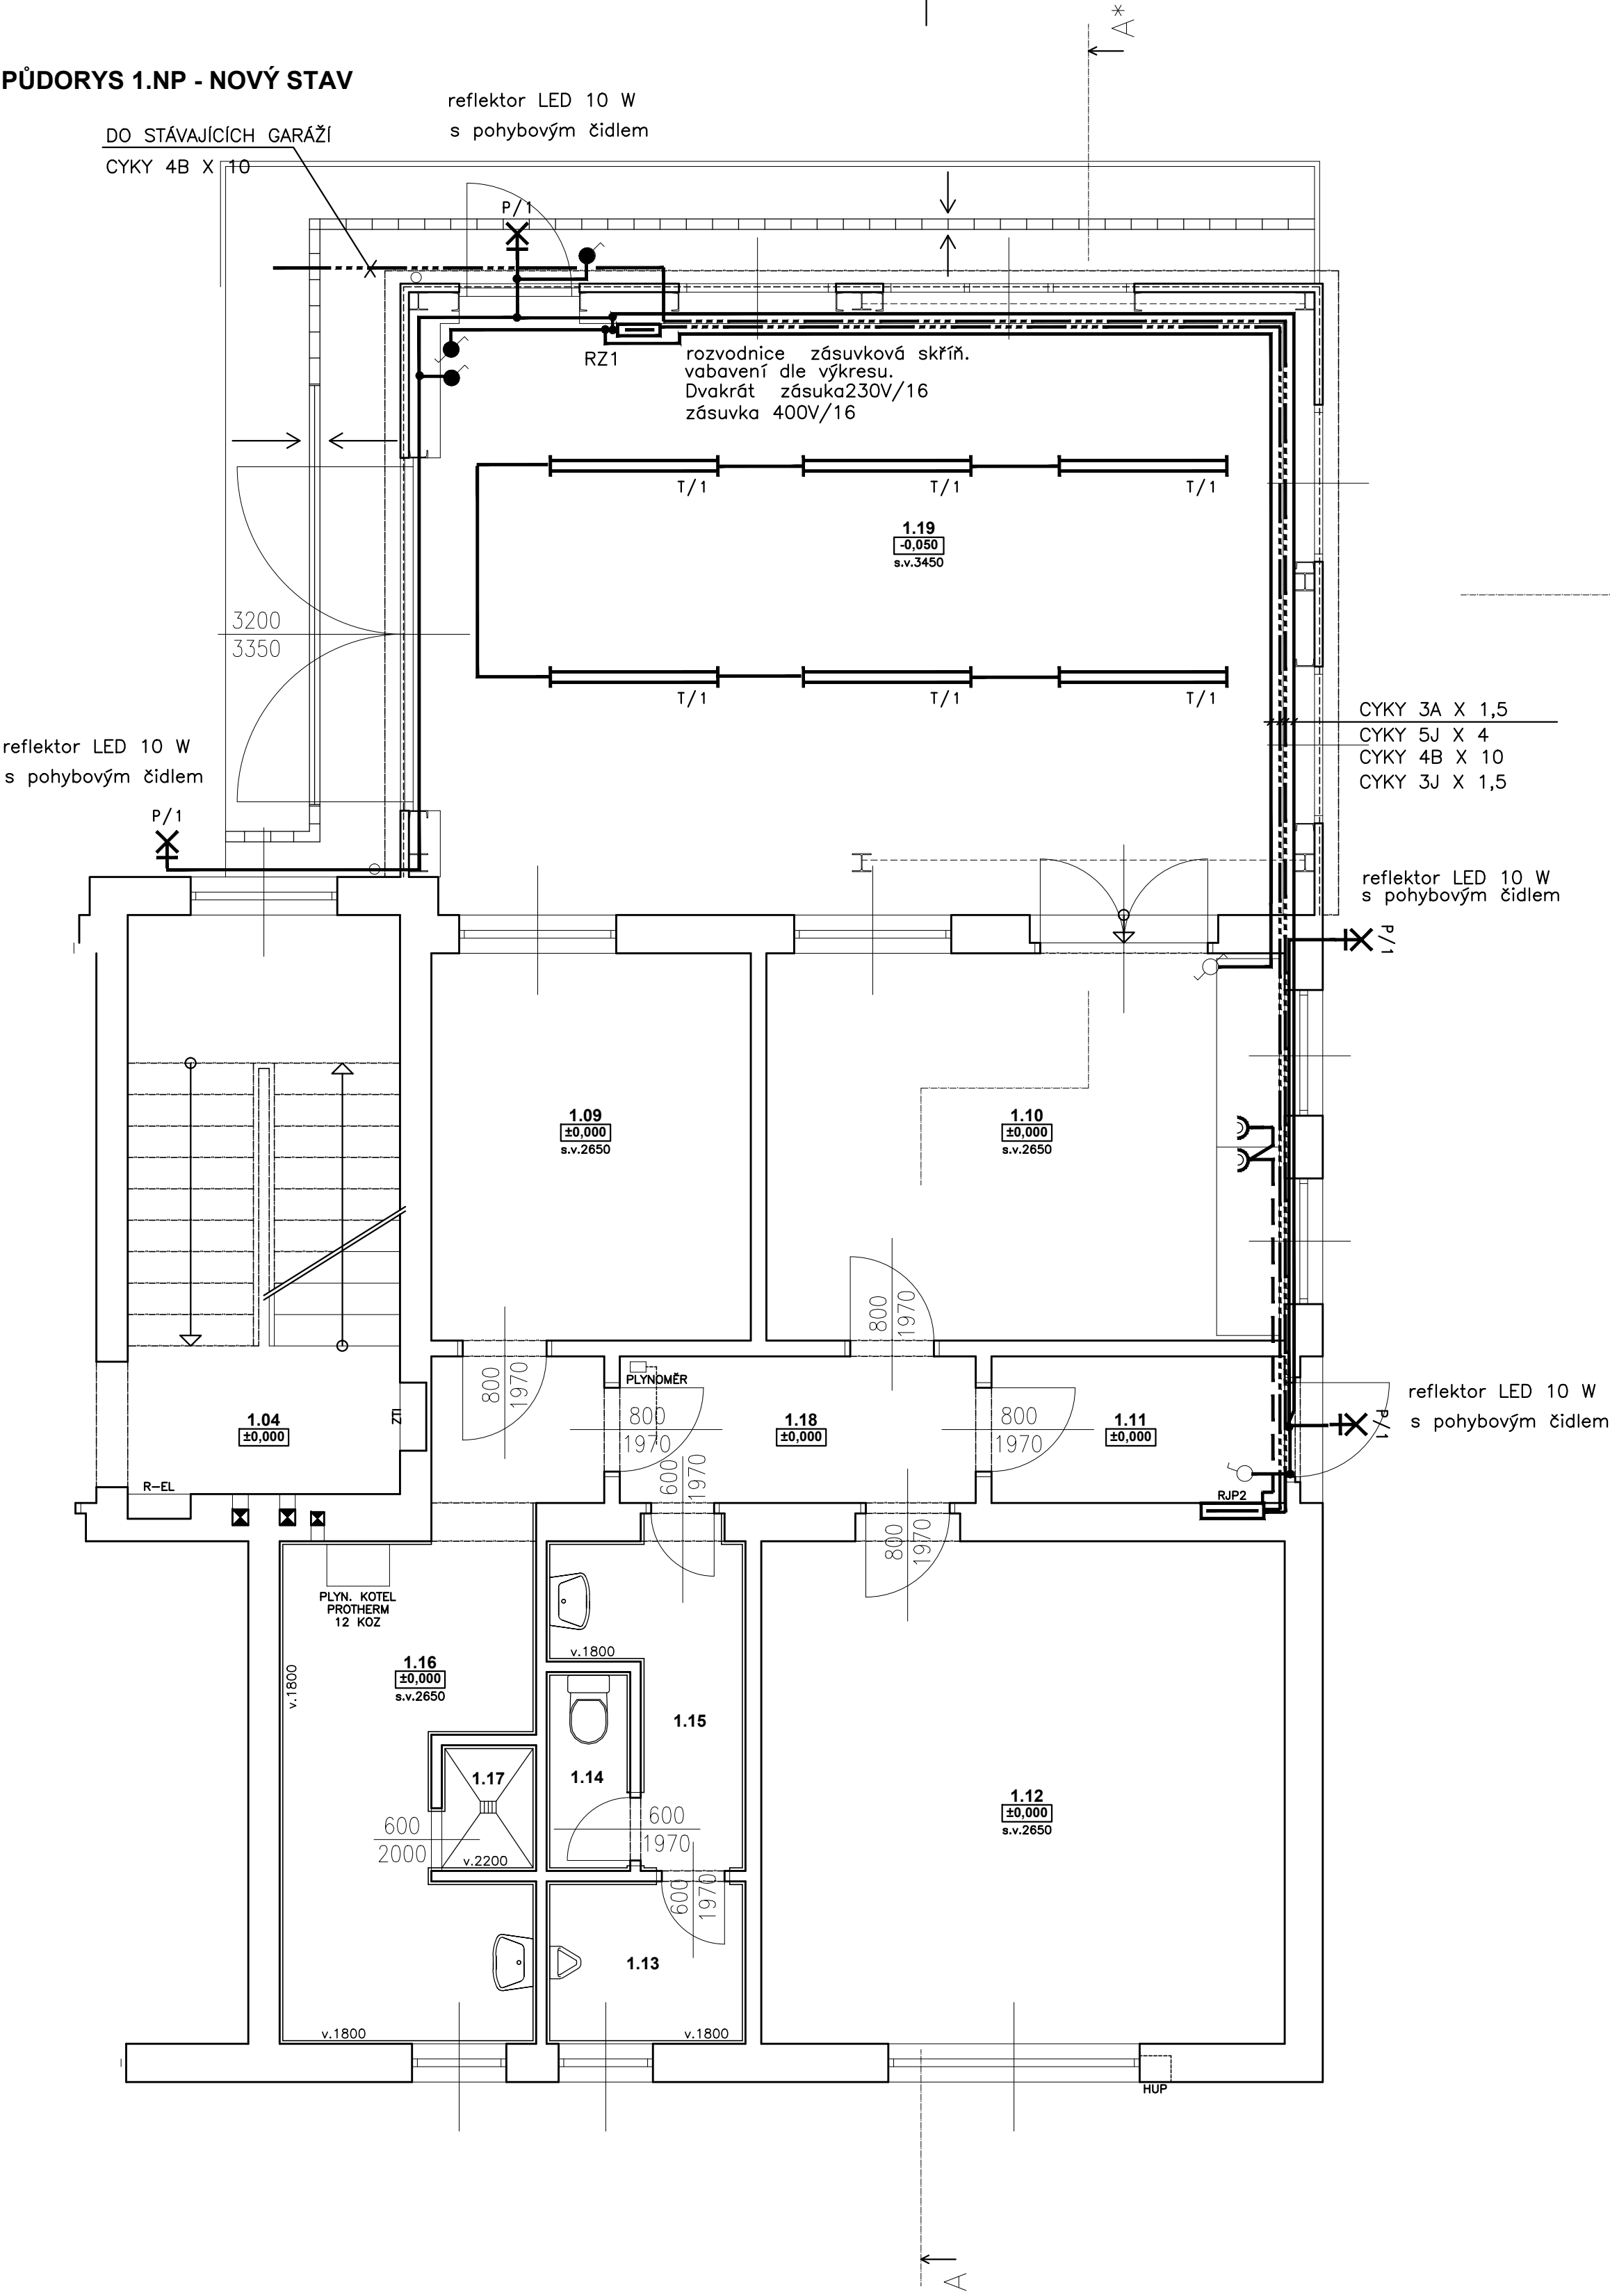 A*
PŮDORYS 1.NP - NOVÝ STAV
reflektor LED 10 W
s pohybovým čidlem
DO STÁVAJÍCÍCH GARÁŽÍ
CYKY 4B X 10
P/1
RZ1
rozvodnice zásuvková skříň.
vabavení dle výkresu.
Dvakrát zásuka230V/16
zásuvka 400V/16
T/1
T/1
T/1
1.19
-0,050
s.v.3450
3200
3350
T/1
T/1
T/1
CYKY 3A X 1,5
CYKY 5J X 4
CYKY 4B X 10
CYKY 3J X 1,5
reflektor LED 10 W
s pohybovým čidlem
P/1
reflektor LED 10 W
s pohybovým čidlem
P/1
1.09
±0,000
s.v.2650
1.10
±0,000
s.v.2650
800
1970
800
1970
PLYNOMĚR
800
1970
1.04
±0,000
UZ
1.18
±0,000
800
1970
1.11
±0,000
reflektor LED 10 W
s pohybovým čidlem
P/1
600
1970
R-EL
RJP2
800
1970
PLYN. KOTEL
PROTHERM
12 KOZ
v.1800
1.16
±0,000
s.v.2650
v.1800
1.15
1.17
1.14
600
2000
v.2200
600
1970
1.12
±0,000
s.v.2650
600
1970
1.13
v.1800
v.1800
HUP
A